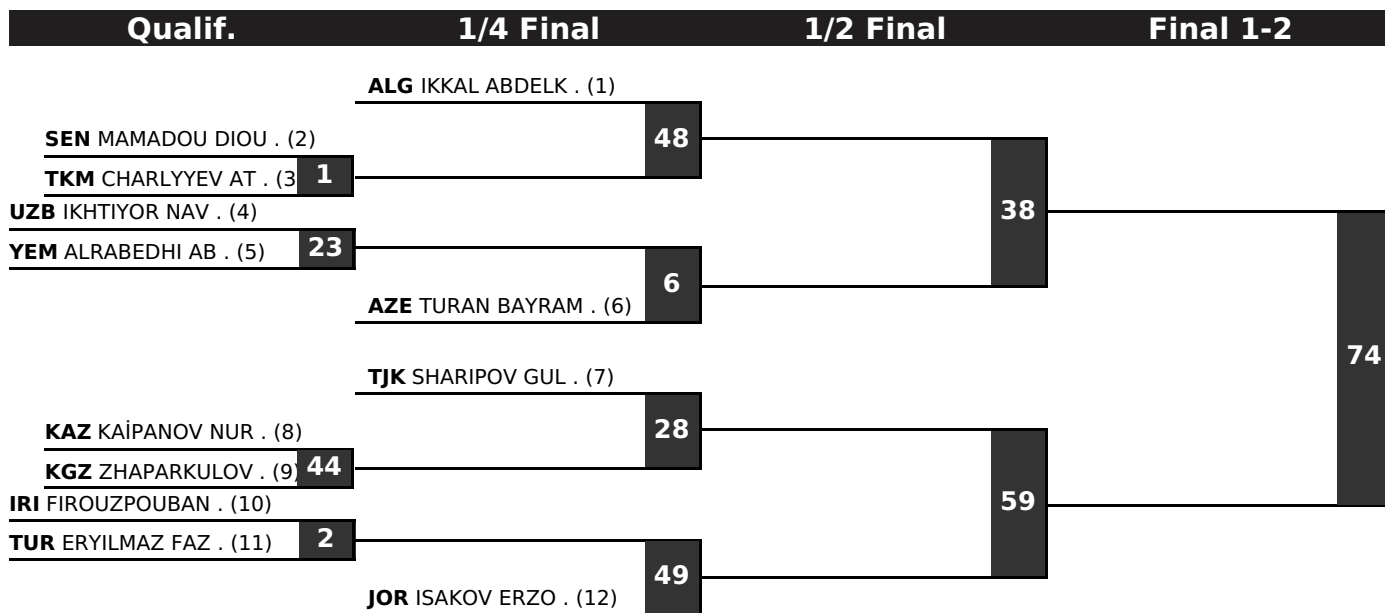 Qualif. 1/4 Final 1/2 Final Final 1-2
ALG IKKAL ABDELK . (1)
48
SEN MAMADOU DIOU . (2)
TKM CHARLYYEV AT . (3
1
UZB IKHTIYOR NAV . (4)
38
YEM ALRABEDHI AB . (5)
23
6
AZE TURAN BAYRAM . (6)
74
TJK SHARIPOV GUL . (7)
28
KAZ KAİPANOV NUR . (8)
KGZ ZHAPARKULOV . (9)
44
IRI FIROUZPOUBAN . (10)
59
TUR ERYILMAZ FAZ . (11)
2
49
JOR ISAKOV ERZO . (12)